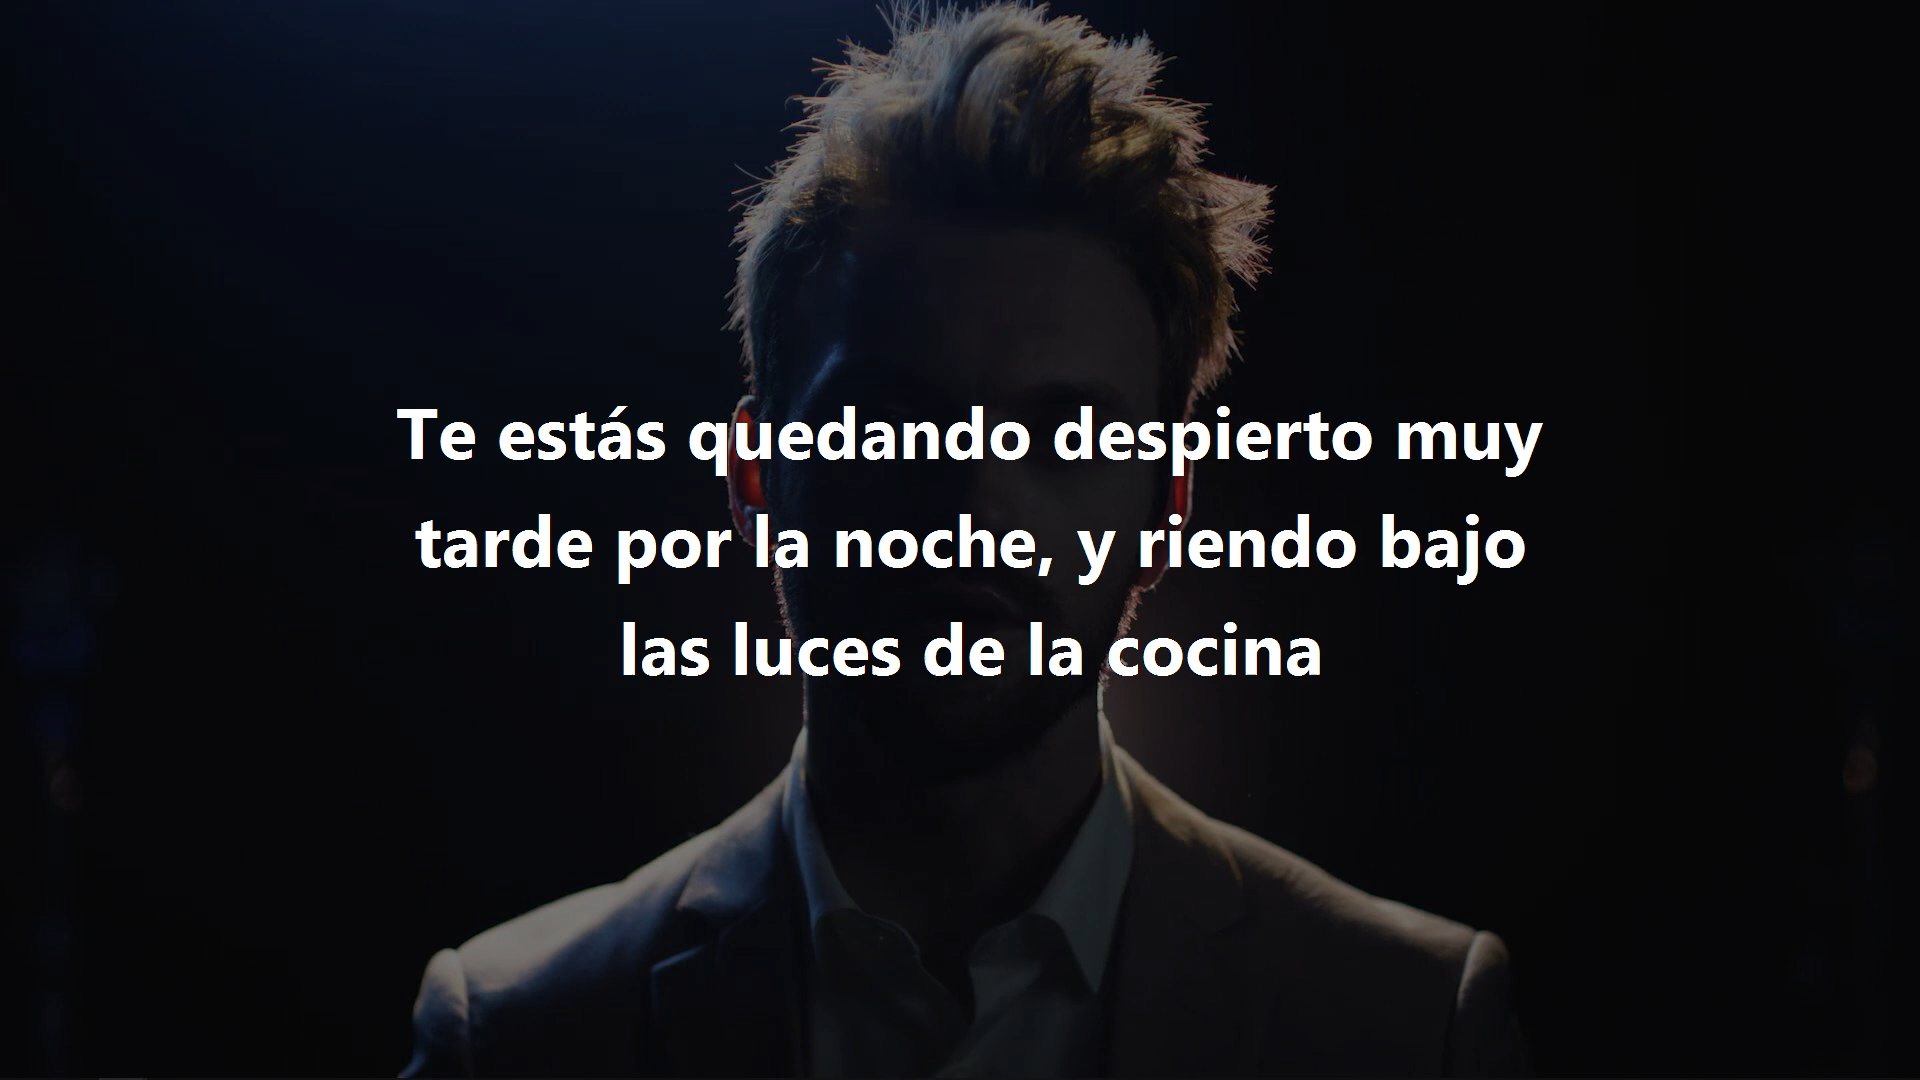 Te estás quedando despierto muy
tarde por la noche, y riendo bajo
las luces de la cocina